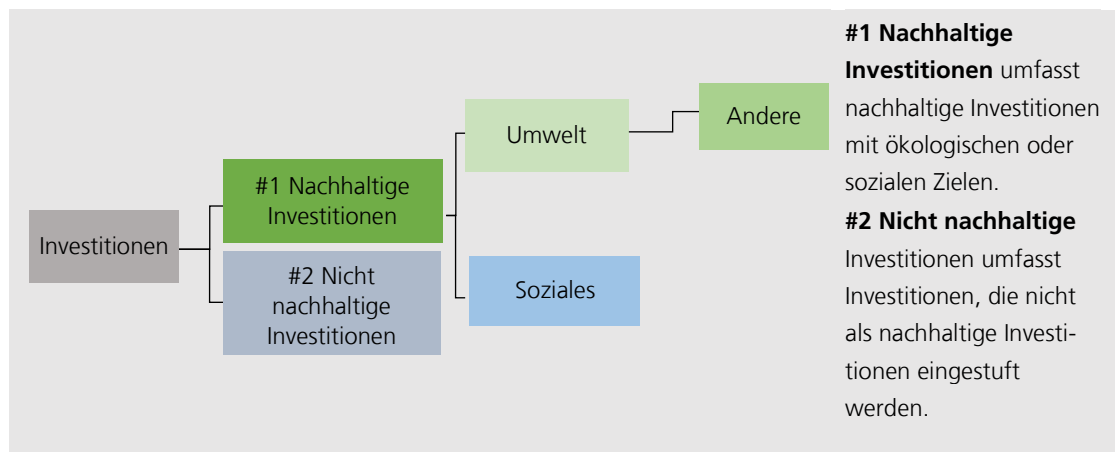 Investitionen
#1 Nachhaltige
Investitionen
#2 Nicht
nachhaltige
Investitionen
Umwelt
Soziales
Andere
#1 Nachhaltige
Investitionen umfasst
nachhaltige Investitionen
mit ökologischen oder
sozialen Zielen.
#2 Nicht nachhaltige
Investitionen umfasst
Investitionen, die nicht
als nachhaltige Investi-
tionen eingestuft
werden.